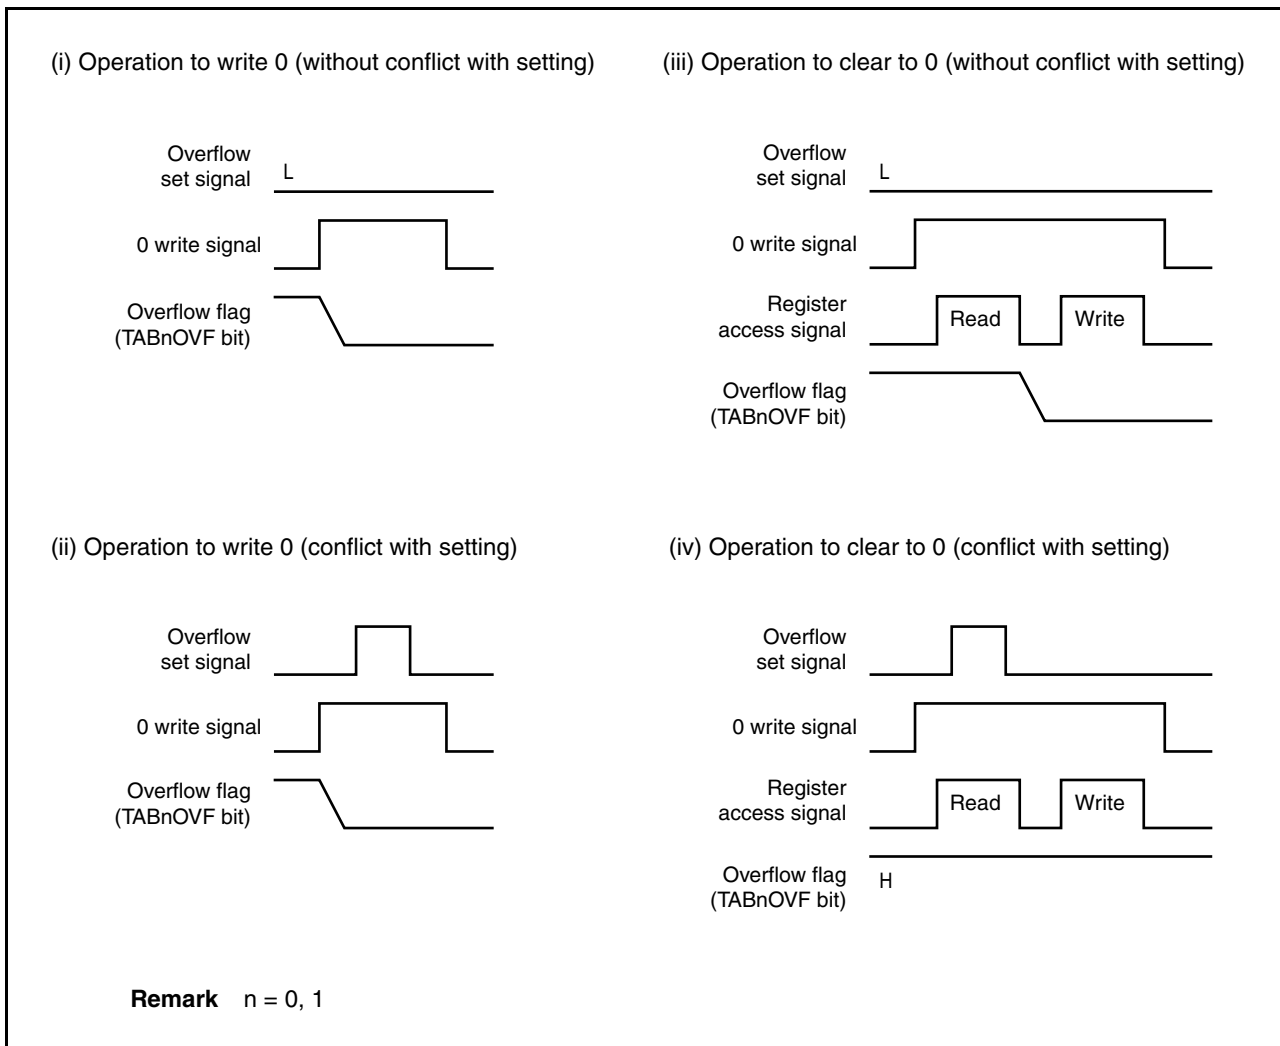 (i) Operation to write 0 (without conflict with setting)
Overflow
set signal
L
0 write signal
Overflow flag
(TABnOVF bit)
(iii) Operation to clear to 0 (without conflict with setting)
Overflow
set signal
L
0 write signal
Register
access signal
Read
Write
Overflow flag
(TABnOVF bit)
(ii) Operation to write 0 (conflict with setting)
Overflow
set signal
0 write signal
Overflow flag
(TABnOVF bit)
(iv) Operation to clear to 0 (conflict with setting)
Overflow
set signal
0 write signal
Register
access signal
Read
Write
Overflow flag
(TABnOVF bit)
H
Remark n = 0, 1